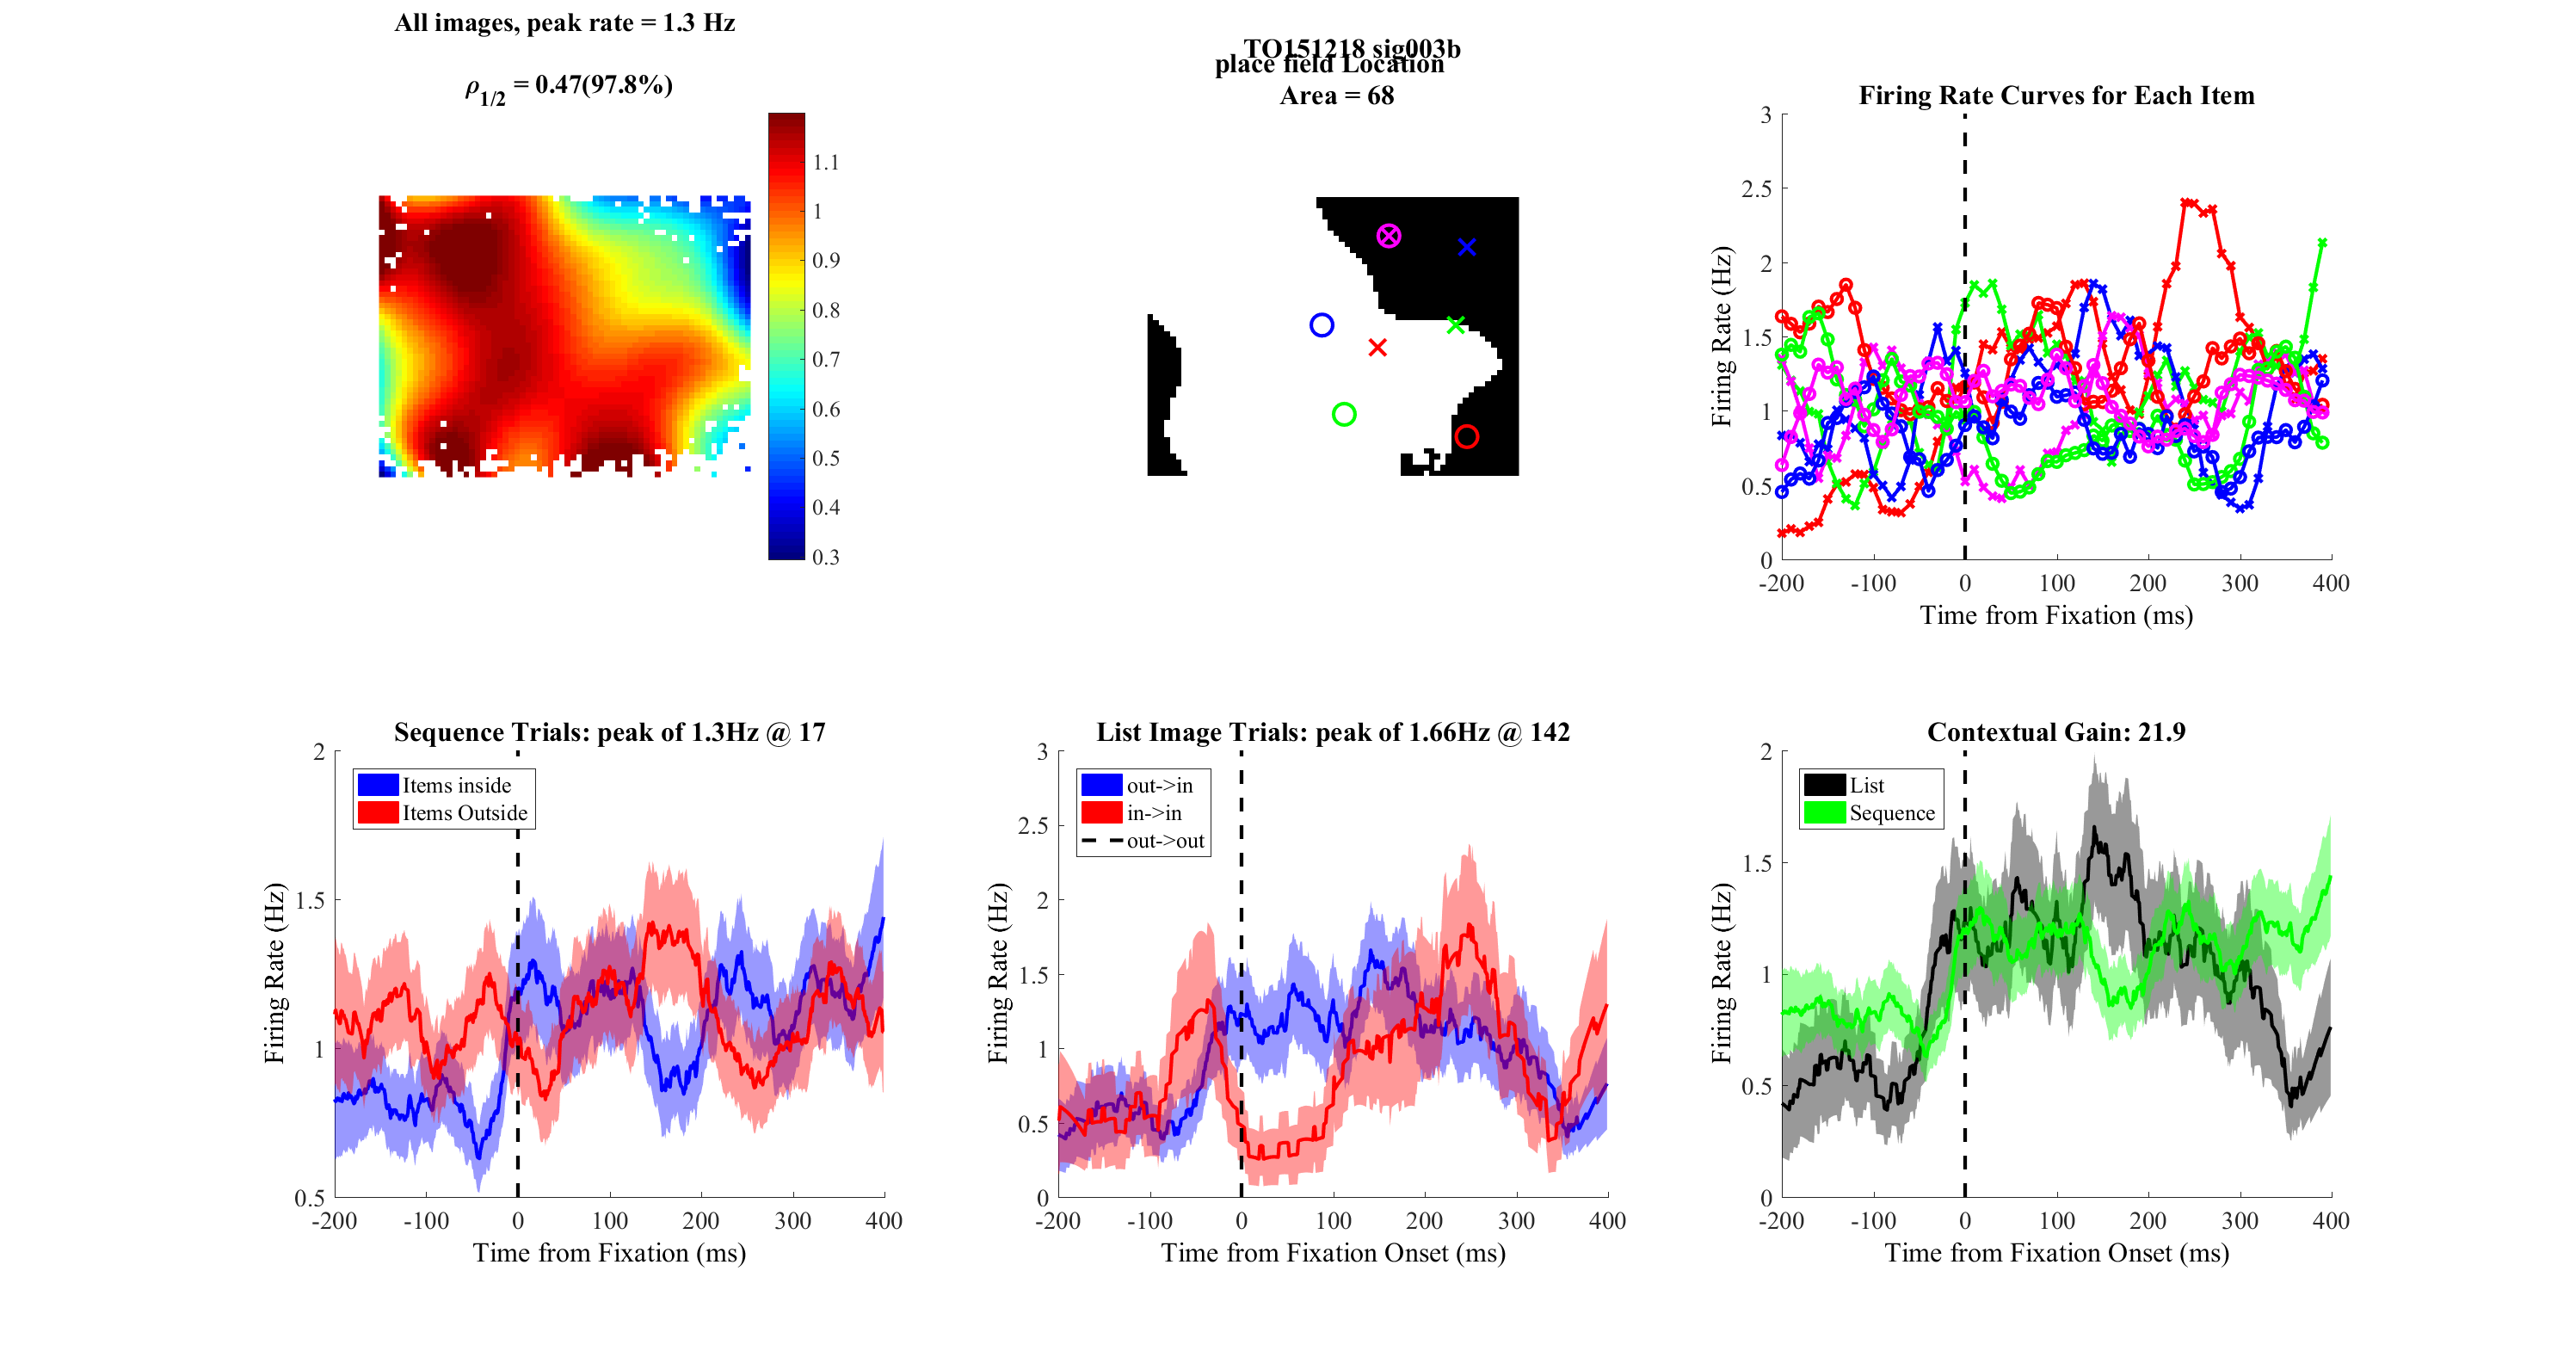 All images, peak rate = 1.3 Hz
ρ1/2 = 0.47(97.8%)
1.1
1
0.9
0.8
0.7
0.6
0.5
0.4
0.3
TO151218 sig003b
place field Location
Area = 68
Firing Rate Curves for Each Item
3
2.5
2
1.5
1
0.5
0
Firing Rate (Hz)
-200 -100 0 100 200 300 400
Time from Fixation (ms)
Sequence Trials: peak of 1.3Hz @ 17
2
1.5
1
0.5
Firing Rate (Hz)
Items inside
Items Outside
-200 -100 0 100 200 300 400
Time from Fixation (ms)
List Image Trials: peak of 1.66Hz @ 142
3
2.5
2
1.5
1
0.5
0
Firing Rate (Hz)
out->in
in->in
out->out
-200 -100 0 100 200 300 400
Time from Fixation Onset (ms)
Contextual Gain: 21.9
2
1.5
1
0.5
0
Firing Rate (Hz)
List
Sequence
-200 -100 0 100 200 300 400
Time from Fixation Onset (ms)